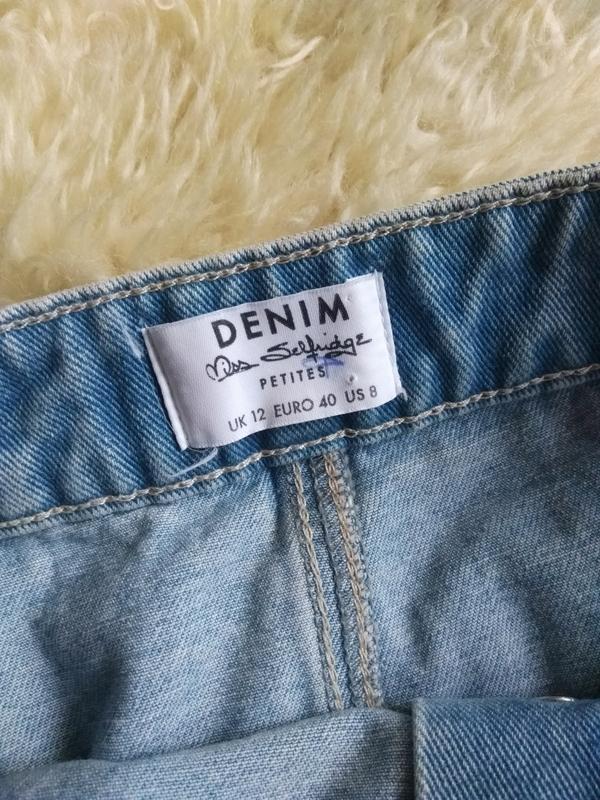 DENIM
Miss Selfridge
PETITES
UK 12 EURO 40 US 8